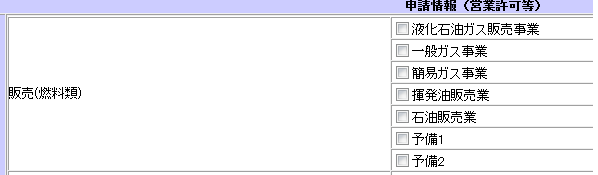 申請情報（営業許可等）
販売(燃料類)
液化石油ガス販売事業
一般ガス事業
簡易ガス事業
揮発油販売業
石油販売業
予備1
予備2